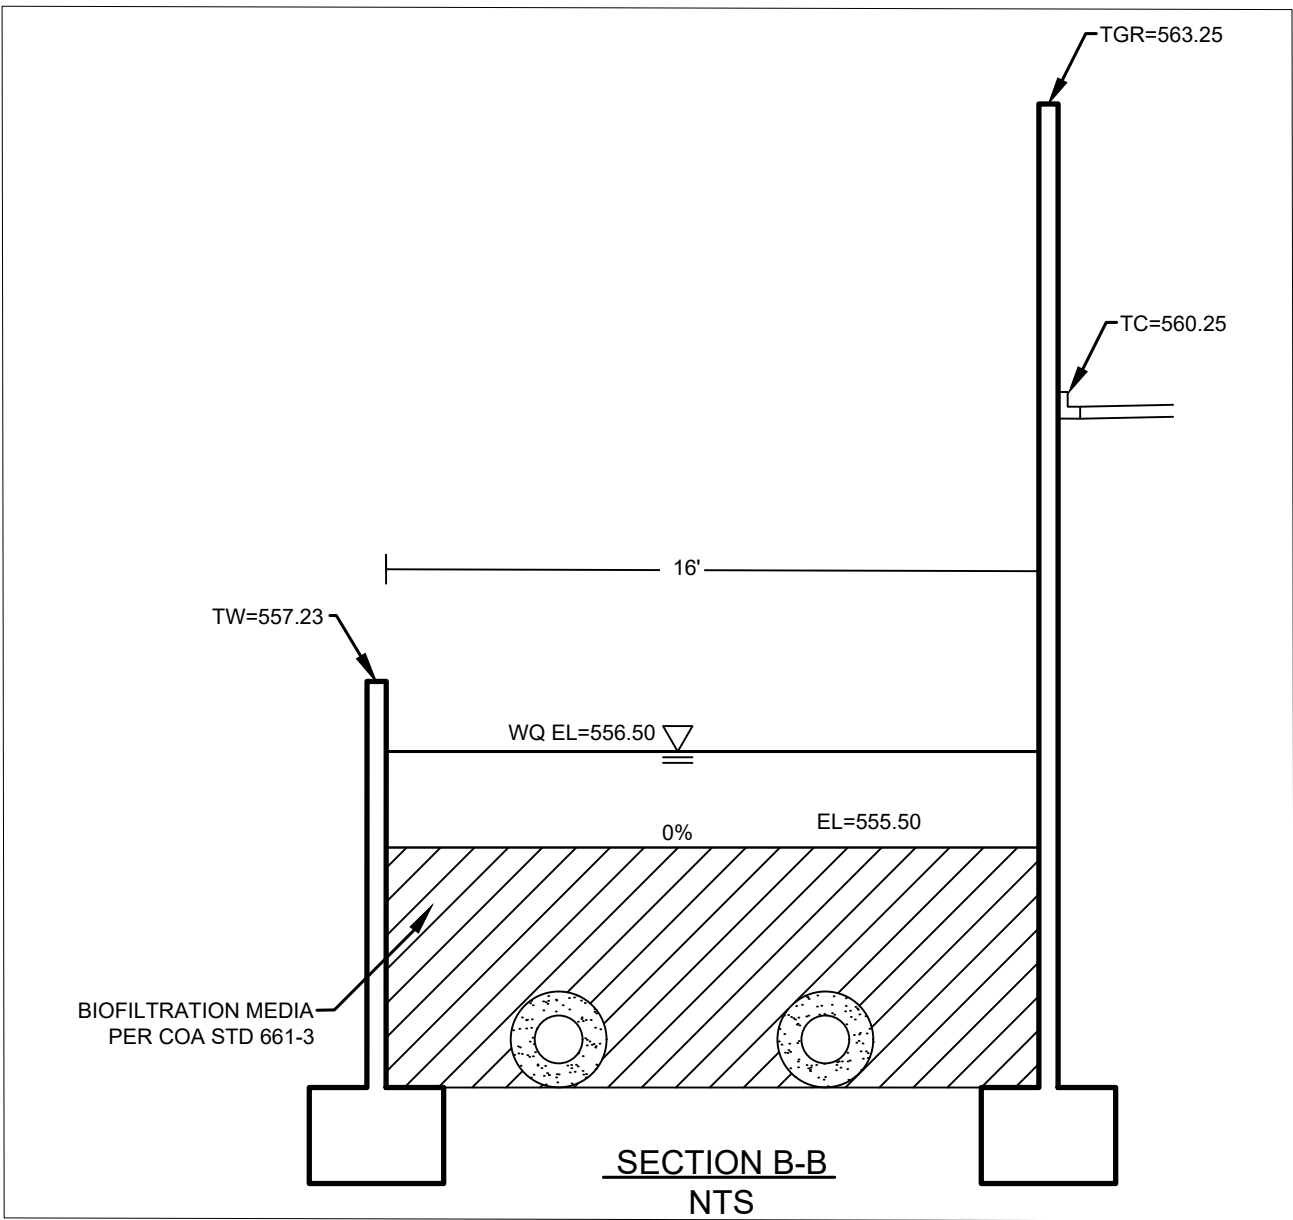 TGR=563.25
TC=560.25
16'
TW=557.23
WQ EL=556.50
EL=555.50
0%
BIOFILTRATION MEDIA
PER COA STD 661-3
SECTION B-B
NTS